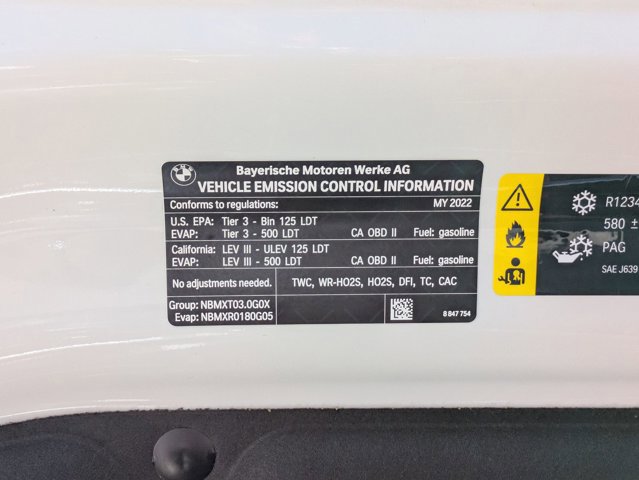 BMW
Bayerische Motoren Werke AG
VEHICLE EMISSION CONTROL INFORMATION
Conforms to regulations: MY 2022
U.S. EPA: Tier 3 - Bin 125 LDT
EVAP: Tier 3 - 500 LDT CA OBD II Fuel: gasoline
California: LEV III - ULEV 125 LDT
EVAP: LEV III - 500 LDT CA OBD II Fuel: gasoline
No adjustments needed. TWC, WR-HO2S, HO2S, DFI, TC, CAC
Group: NBMXT03.0G0X
Evap: NBMXR0180G05
8 847 754
R1234
580 ±
PAG
SAE J639